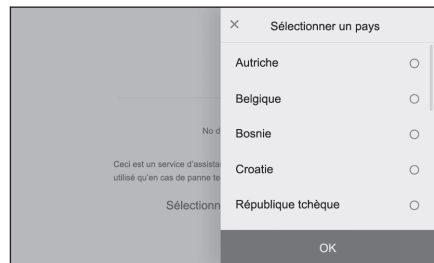 × Sélectionner un pays
Autriche
Belgique
Bosnie
Croatie
République tchèque
OK
No d
Ceci est un service d'assista
utilisé qu'en cas de panne te
Sélectionn